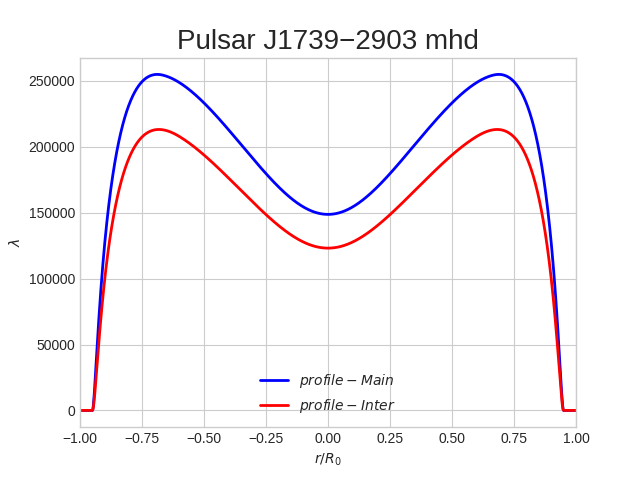 Pulsar J1739−2903 mhd
250000
200000
150000
100000
50000
0
λ
profile − Main
profile − Inter
−1.00 −0.75 −0.50 −0.25 0.00 0.25 0.50 0.75 1.00
r/R0